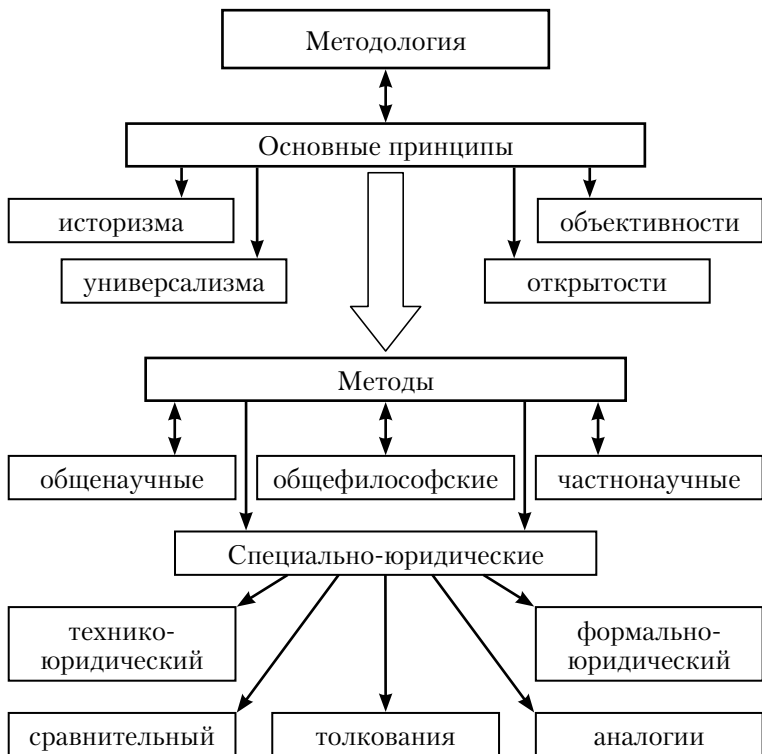 Методология
Основные принципы
историзма
объективности
универсализма
открытости
Методы
общенаучные
общефилософские
частнонаучные
Специально-юридические
технико-
юридический
формально-
юридический
сравнительный
толкования
аналогии